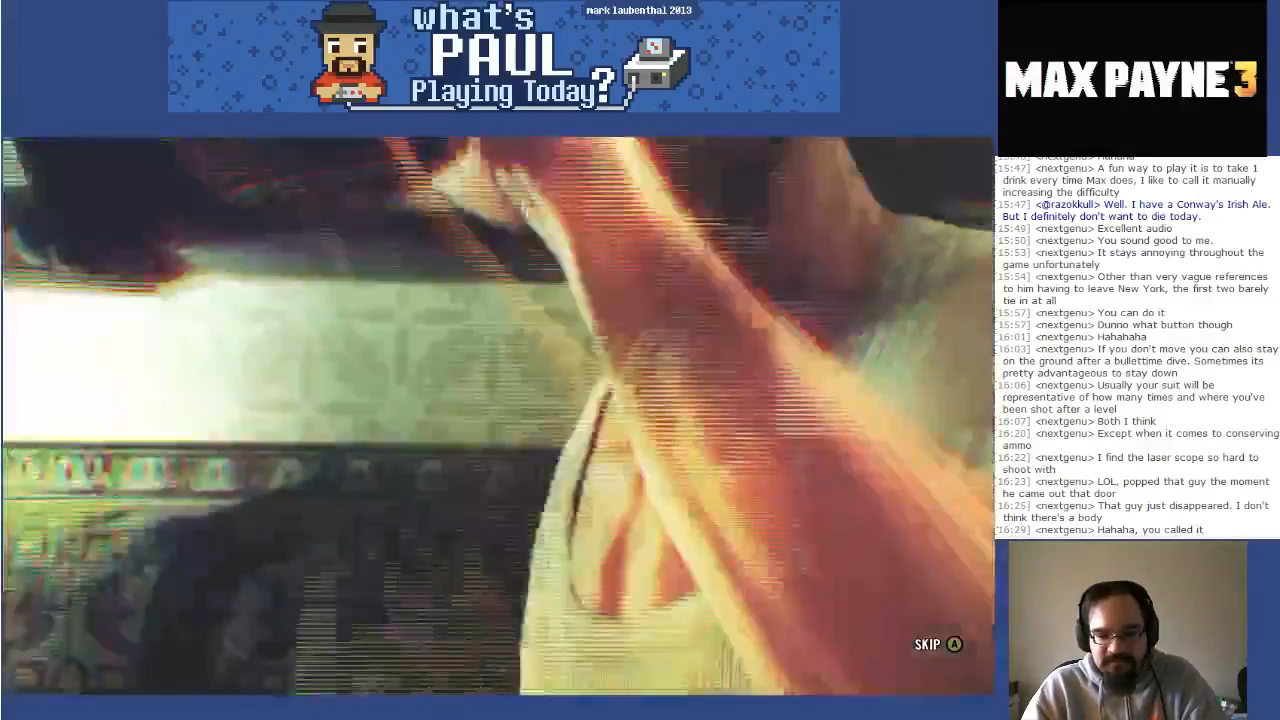 mark laubenthal 2013
what's
PAUL
Playing Today?
MAX PAYNE 3
[15:47] <nextgenu> A fun way to play it is to take 1
drink every time Max does, I like to call it manually
increasing the difficulty
[15:47] <@razokkull> Well. I have a Conway's Irish Ale.
But I definitely don't want to die today.
[15:49] <nextgenu> Excellent audio
[15:50] <nextgenu> You sound good to me.
[15:53] <nextgenu> It stays annoying throughout the
game unfortunately
[15:54] <nextgenu> Other than very vague references
to him having to leave New York, the first two barely
tie in at all
[15:57] <nextgenu> You can do it
[15:57] <nextgenu> Dunno what button though
[16:01] <nextgenu> Hahahaha
[16:03] <nextgenu> If you don't move you can also stay
on the ground after a bullettime dive. Sometimes its
pretty advantageous to stay down
[16:06] <nextgenu> Usually your suit will be
representative of how many times and where you've
been shot after a level
[16:07] <nextgenu> Both I think
[16:20] <nextgenu> Except when it comes to conserving
ammo
[16:22] <nextgenu> I find the laser scope so hard to
shoot with
[16:23] <nextgenu> LOL, popped that guy the moment
he came out that door
[16:25] <nextgenu> That guy just disappeared. I don't
think there's a body
[16:29] <nextgenu> Hahaha, you called it
SKIP A